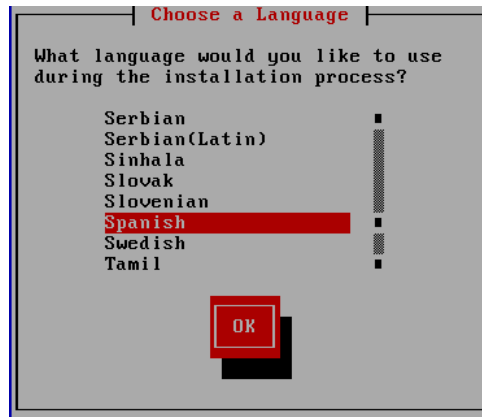 Choose a Language
What language would you like to use
during the installation process?
Serbian
Serbian(Latin)
Sinhala
Slovak
Slovenian
Spanish
Swedish
Tamil
OK